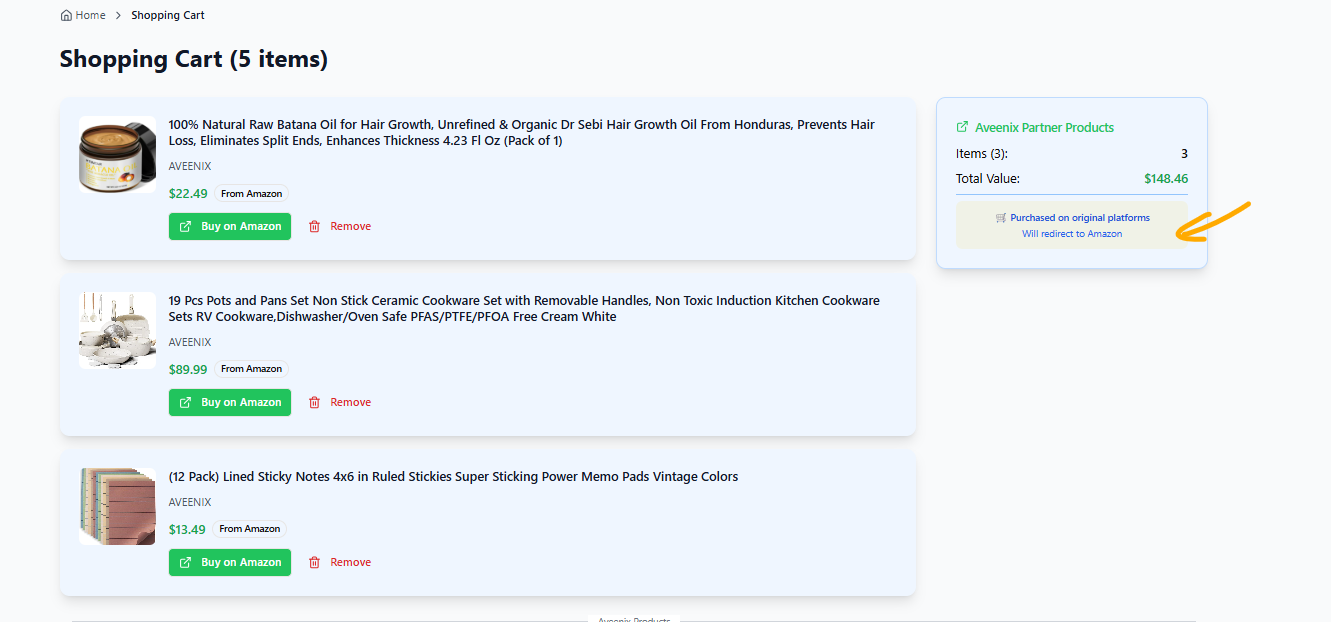 Home > Shopping Cart
Shopping Cart (5 items)
100% Natural Raw Batana Oil for Hair Growth, Unrefined & Organic Dr Sebi Hair Growth Oil From Honduras, Prevents Hair
Loss, Eliminates Split Ends, Enhances Thickness 4.23 Fl Oz (Pack of 1)
AVEENIX
$22.49 From Amazon
Buy on Amazon Remove
19 Pcs Pots and Pans Set Non Stick Ceramic Cookware Set with Removable Handles, Non Toxic Induction Kitchen Cookware
Sets RV Cookware,Dishwasher/Oven Safe PFAS/PTFE/PFOA Free Cream White
AVEENIX
$89.99 From Amazon
Buy on Amazon Remove
(12 Pack) Lined Sticky Notes 4x6 in Ruled Stickies Super Sticking Power Memo Pads Vintage Colors
AVEENIX
$13.49 From Amazon
Buy on Amazon Remove
Aveenix Products
Aveenix Partner Products
Items (3): 3
Total Value: $148.46
Purchased on original platforms
Will redirect to Amazon